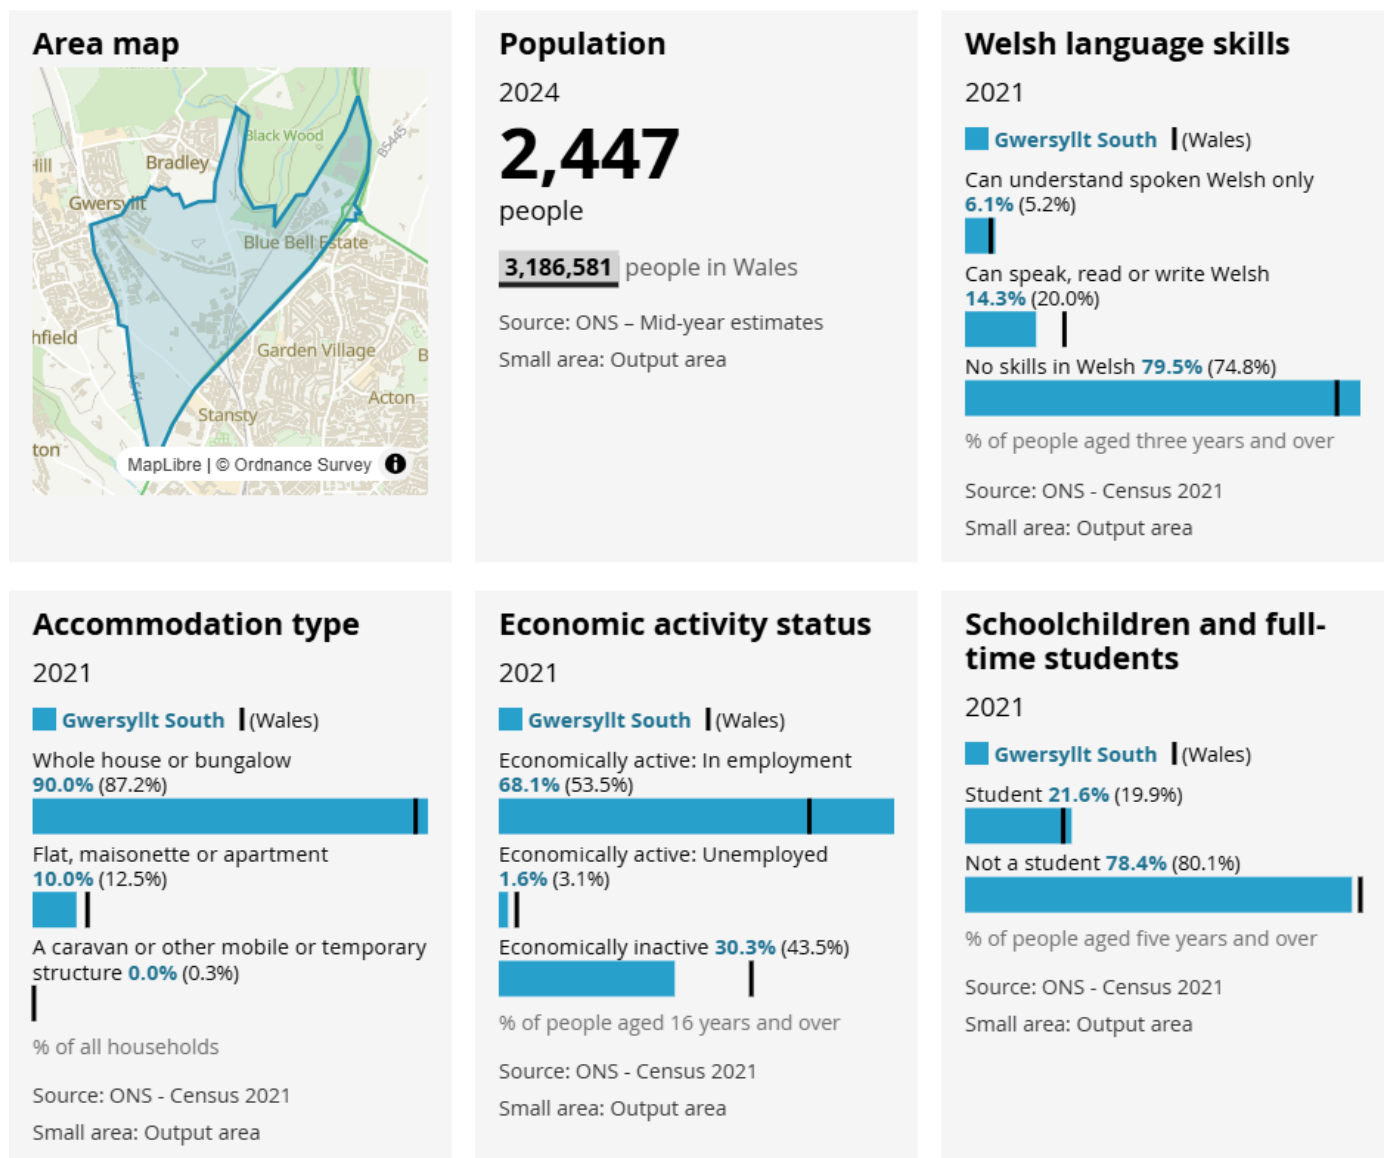 Area map
Black Wood
B5445
Bradley
Hill
Gwersyllt
Blue Bell Estate
hfield
Garden Village
B
A541
Acton
Stansty
ton
MapLibre | © Ordnance Survey
Population
2024
2,447
people
3,186,581 people in Wales
Source: ONS – Mid-year estimates
Small area: Output area
Welsh language skills
2021
Gwersyllt South (Wales)
Can understand spoken Welsh only
6.1% (5.2%)
Can speak, read or write Welsh
14.3% (20.0%)
No skills in Welsh 79.5% (74.8%)
% of people aged three years and over
Source: ONS - Census 2021
Small area: Output area
Accommodation type
2021
Gwersyllt South (Wales)
Whole house or bungalow
90.0% (87.2%)
Flat, maisonette or apartment
10.0% (12.5%)
A caravan or other mobile or temporary
structure 0.0% (0.3%)
% of all households
Source: ONS - Census 2021
Small area: Output area
Economic activity status
2021
Gwersyllt South (Wales)
Economically active: In employment
68.1% (53.5%)
Economically active: Unemployed
1.6% (3.1%)
Economically inactive 30.3% (43.5%)
% of people aged 16 years and over
Source: ONS - Census 2021
Small area: Output area
Schoolchildren and full-
time students
2021
Gwersyllt South (Wales)
Student 21.6% (19.9%)
Not a student 78.4% (80.1%)
% of people aged five years and over
Source: ONS - Census 2021
Small area: Output area